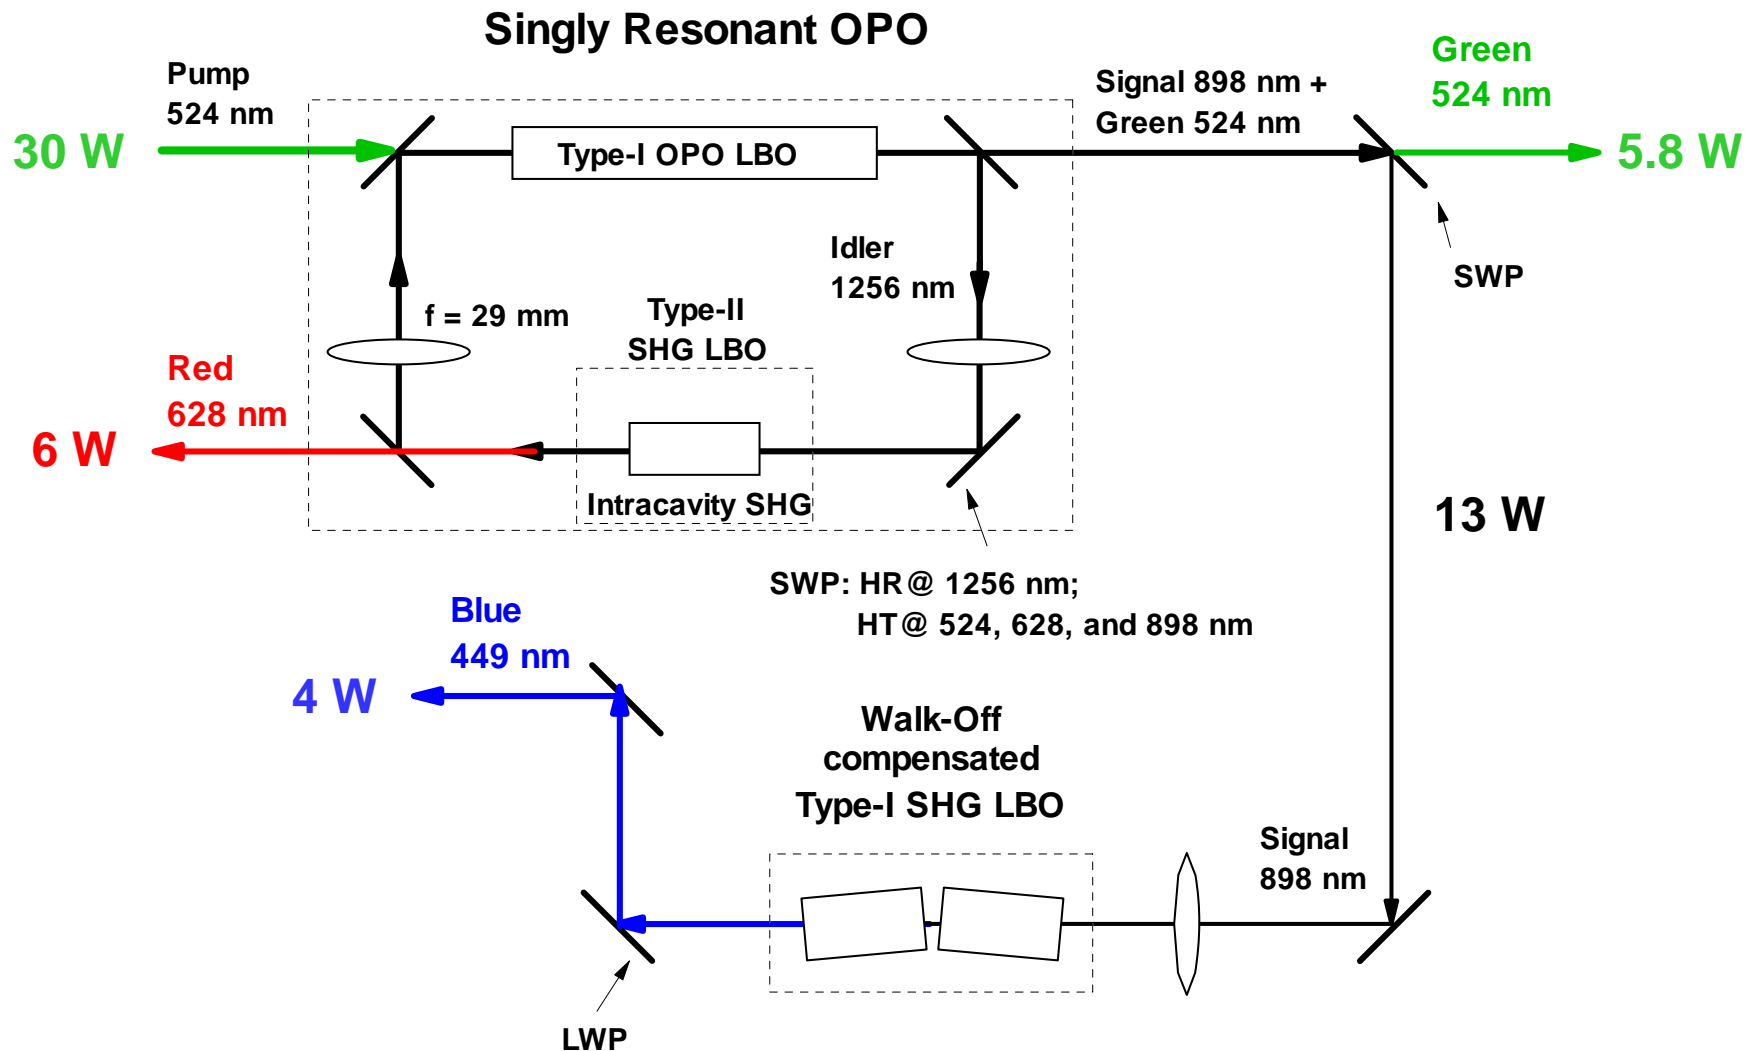 Singly Resonant OPO
Pump
524 nm
Signal 898 nm +
Green 524 nm
Green
524 nm
30 W
Type-I OPO LBO
5.8 W
Idler
1256 nm
SWP
f = 29 mm
Type-II
SHG LBO
Red
628 nm
6 W
Intracavity SHG
13 W
SWP: HR@ 1256 nm;
HT@ 524, 628, and 898 nm
Blue
449 nm
4 W
Walk-Off
compensated
Type-I SHG LBO
Signal
898 nm
LWP